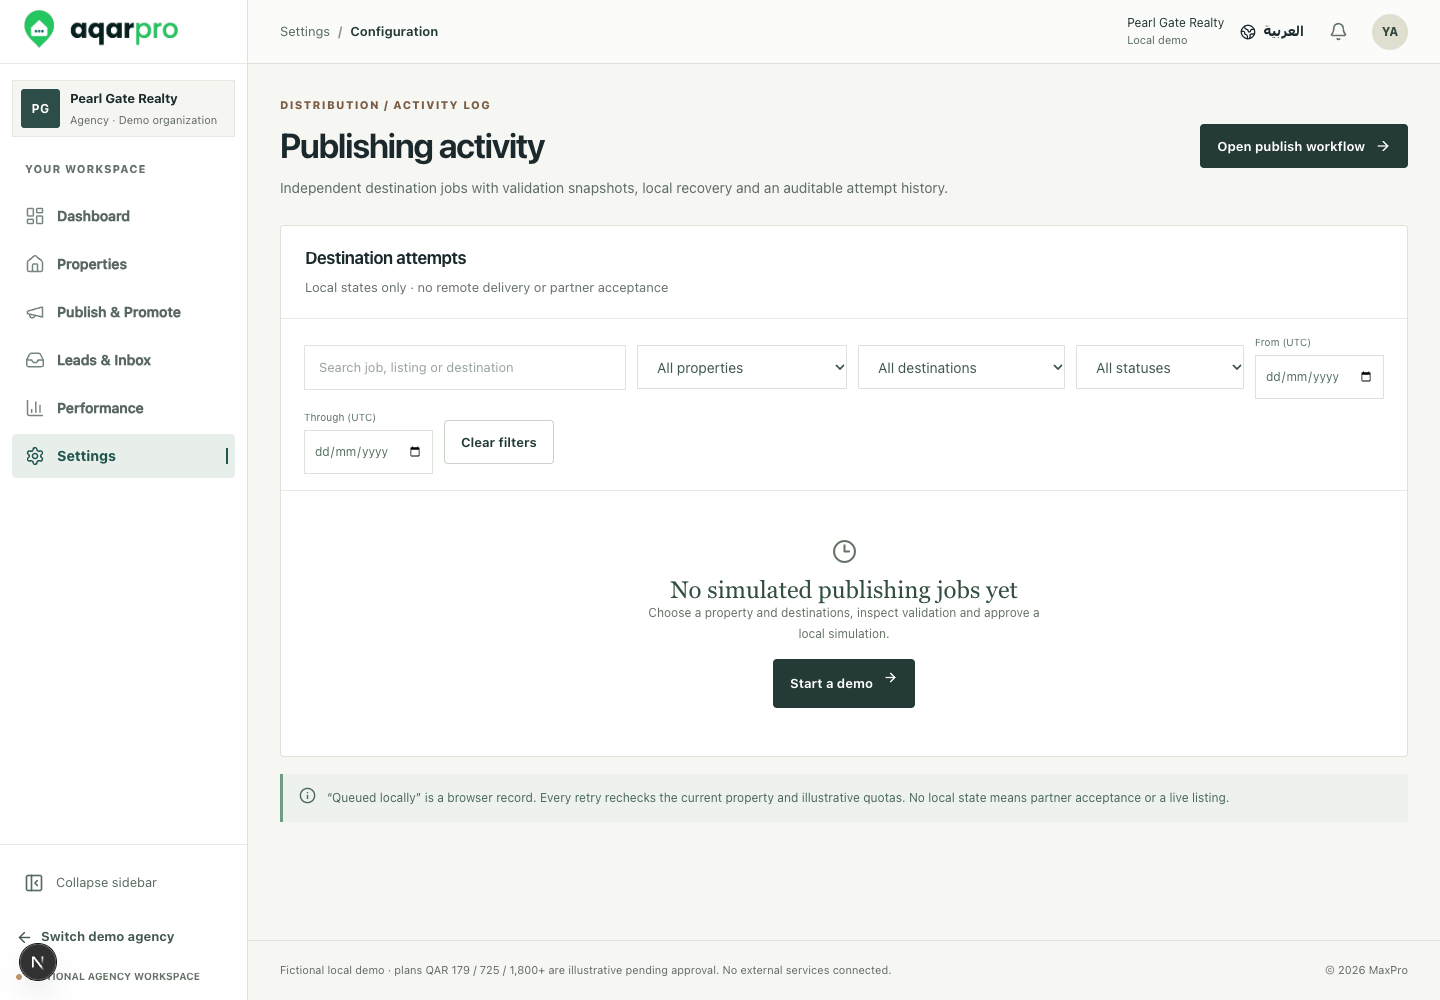 aqarpro
Settings / Configuration
Pearl Gate Realty
Local demo
العربية
YA
PG
Pearl Gate Realty
Agency · Demo organization
YOUR WORKSPACE
Dashboard
Properties
Publish & Promote
Leads & Inbox
Performance
Settings
Collapse sidebar
Switch demo agency
N
AGENCY WORKSPACE
DISTRIBUTION / ACTIVITY LOG
Publishing activity
Open publish workflow
Independent destination jobs with validation snapshots, local recovery and an auditable attempt history.
Destination attempts
Local states only · no remote delivery or partner acceptance
Search job, listing or destination
All properties
All destinations
All statuses
From (UTC)
dd/mm/yyyy
Through (UTC)
dd/mm/yyyy
Clear filters
No simulated publishing jobs yet
Choose a property and destinations, inspect validation and approve a
local simulation.
Start a demo
“Queued locally” is a browser record. Every retry rechecks the current property and illustrative quotas. No local state means partner acceptance or a live listing.
Fictional local demo · plans QAR 179 / 725 / 1,800+ are illustrative pending approval. No external services connected.
© 2026 MaxPro